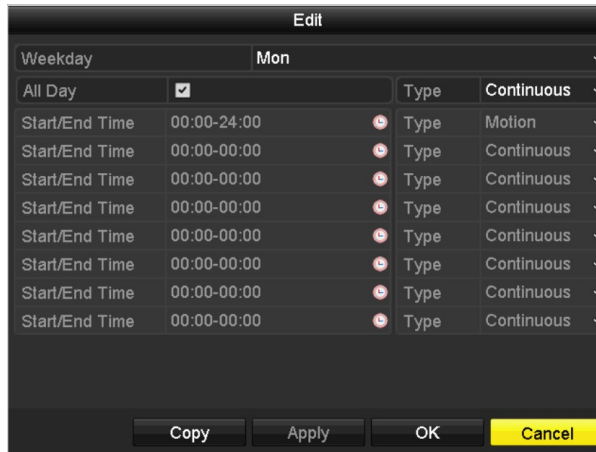 Edit
Weekday Mon
All Day Type Continuous
Start/End Time 00:00-24:00 Type Motion
Start/End Time 00:00-00:00 Type Continuous
Start/End Time 00:00-00:00 Type Continuous
Start/End Time 00:00-00:00 Type Continuous
Start/End Time 00:00-00:00 Type Continuous
Start/End Time 00:00-00:00 Type Continuous
Start/End Time 00:00-00:00 Type Continuous
Start/End Time 00:00-00:00 Type Continuous
Copy Apply OK Cancel